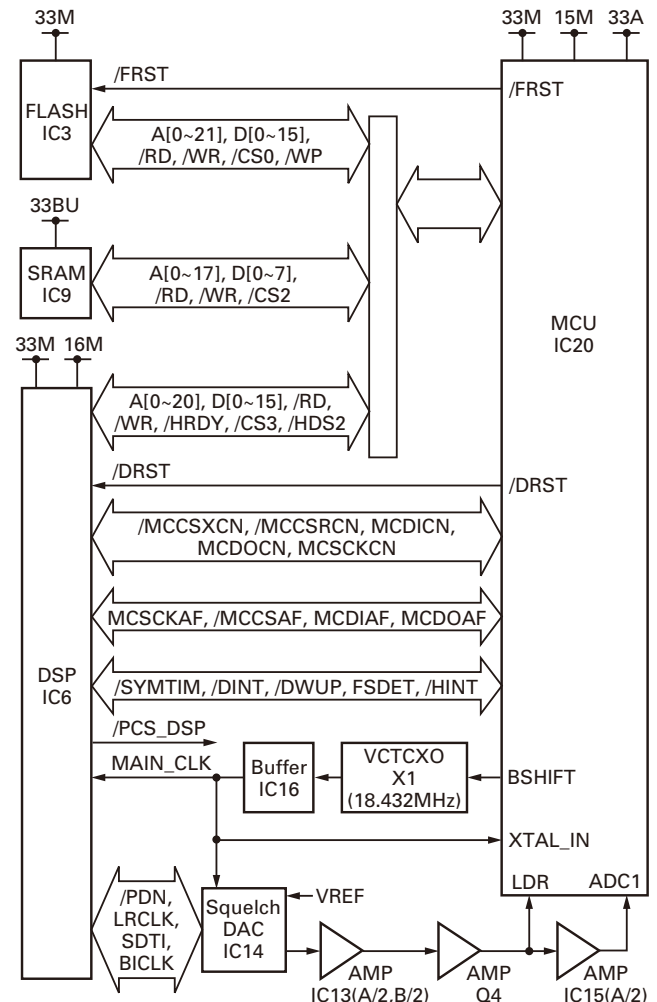 33M
33M 15M 33A
/FRST
/FRST
FLASH
IC3
A[0~21], D[0~15],
/RD, /WR, /CS0, /WP
33BU
SRAM
IC9
A[0~17], D[0~7],
/RD, /WR, /CS2
MCU
IC20
33M 16M
A[0~20], D[0~15], /RD,
/WR, /HRDY, /CS3, /HDS2
/DRST
/DRST
/MCCSXCN, /MCCSRCN, MCDICN,
MCDOCN, MCSCKCN
MCSCKAF, /MCCSAF, MCDIAF, MCDOAF
DSP
IC6
/SYMTIM, /DINT, /DWUP, FSDET, /HINT
/PCS_DSP
MAIN_CLK
Buffer
IC16
VCTCXO
X1
(18.432MHz)
BSHIFT
XTAL_IN
LDR ADC1
/PDN,
LRCLK,
SDTI,
BICLK
Squelch
DAC
IC14
VREF
AMP
IC13(A/2,B/2)
AMP
Q4
AMP
IC15(A/2)